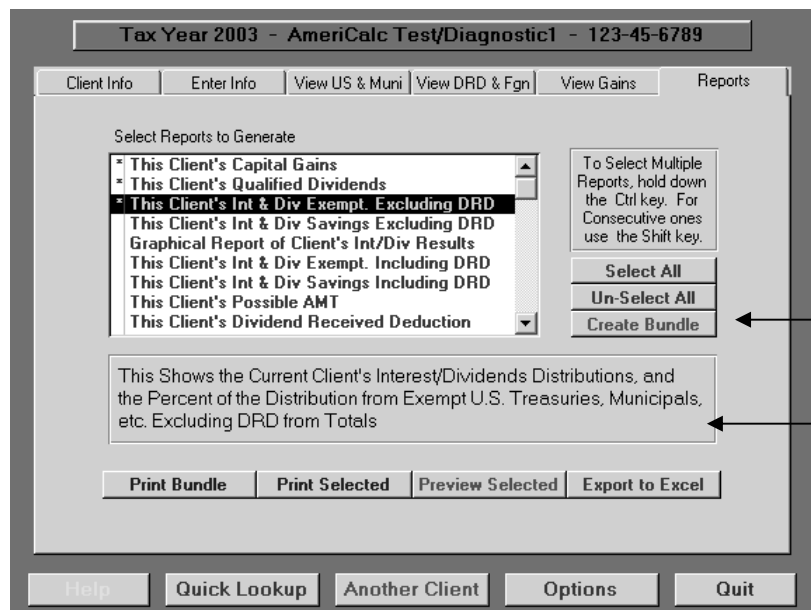 Tax Year 2003 - AmeriCalc Test/Diagnostic1 - 123-45-6789
Client Info Enter Info View US & Muni View DRD & Fgn View Gains Reports
Select Reports to Generate
* This Client's Capital Gains
* This Client's Qualified Dividends
* This Client's Int & Div Exempt. Excluding DRD
This Client's Int & Div Savings Excluding DRD
Graphical Report of Client's Int/Div Results
This Client's Int & Div Exempt. Including DRD
This Client's Int & Div Savings Including DRD
This Client's Possible AMT
This Client's Dividend Received Deduction
To Select Multiple
Reports, hold down
the Ctrl key. For
Consecutive ones
use the Shift key.
Select All
Un-Select All
Create Bundle
This Shows the Current Client's Interest/Dividends Distributions, and
the Percent of the Distribution from Exempt U.S. Treasuries, Municipals,
etc. Excluding DRD from Totals
Print Bundle Print Selected Preview Selected Export to Excel
Help Quick Lookup Another Client Options Quit